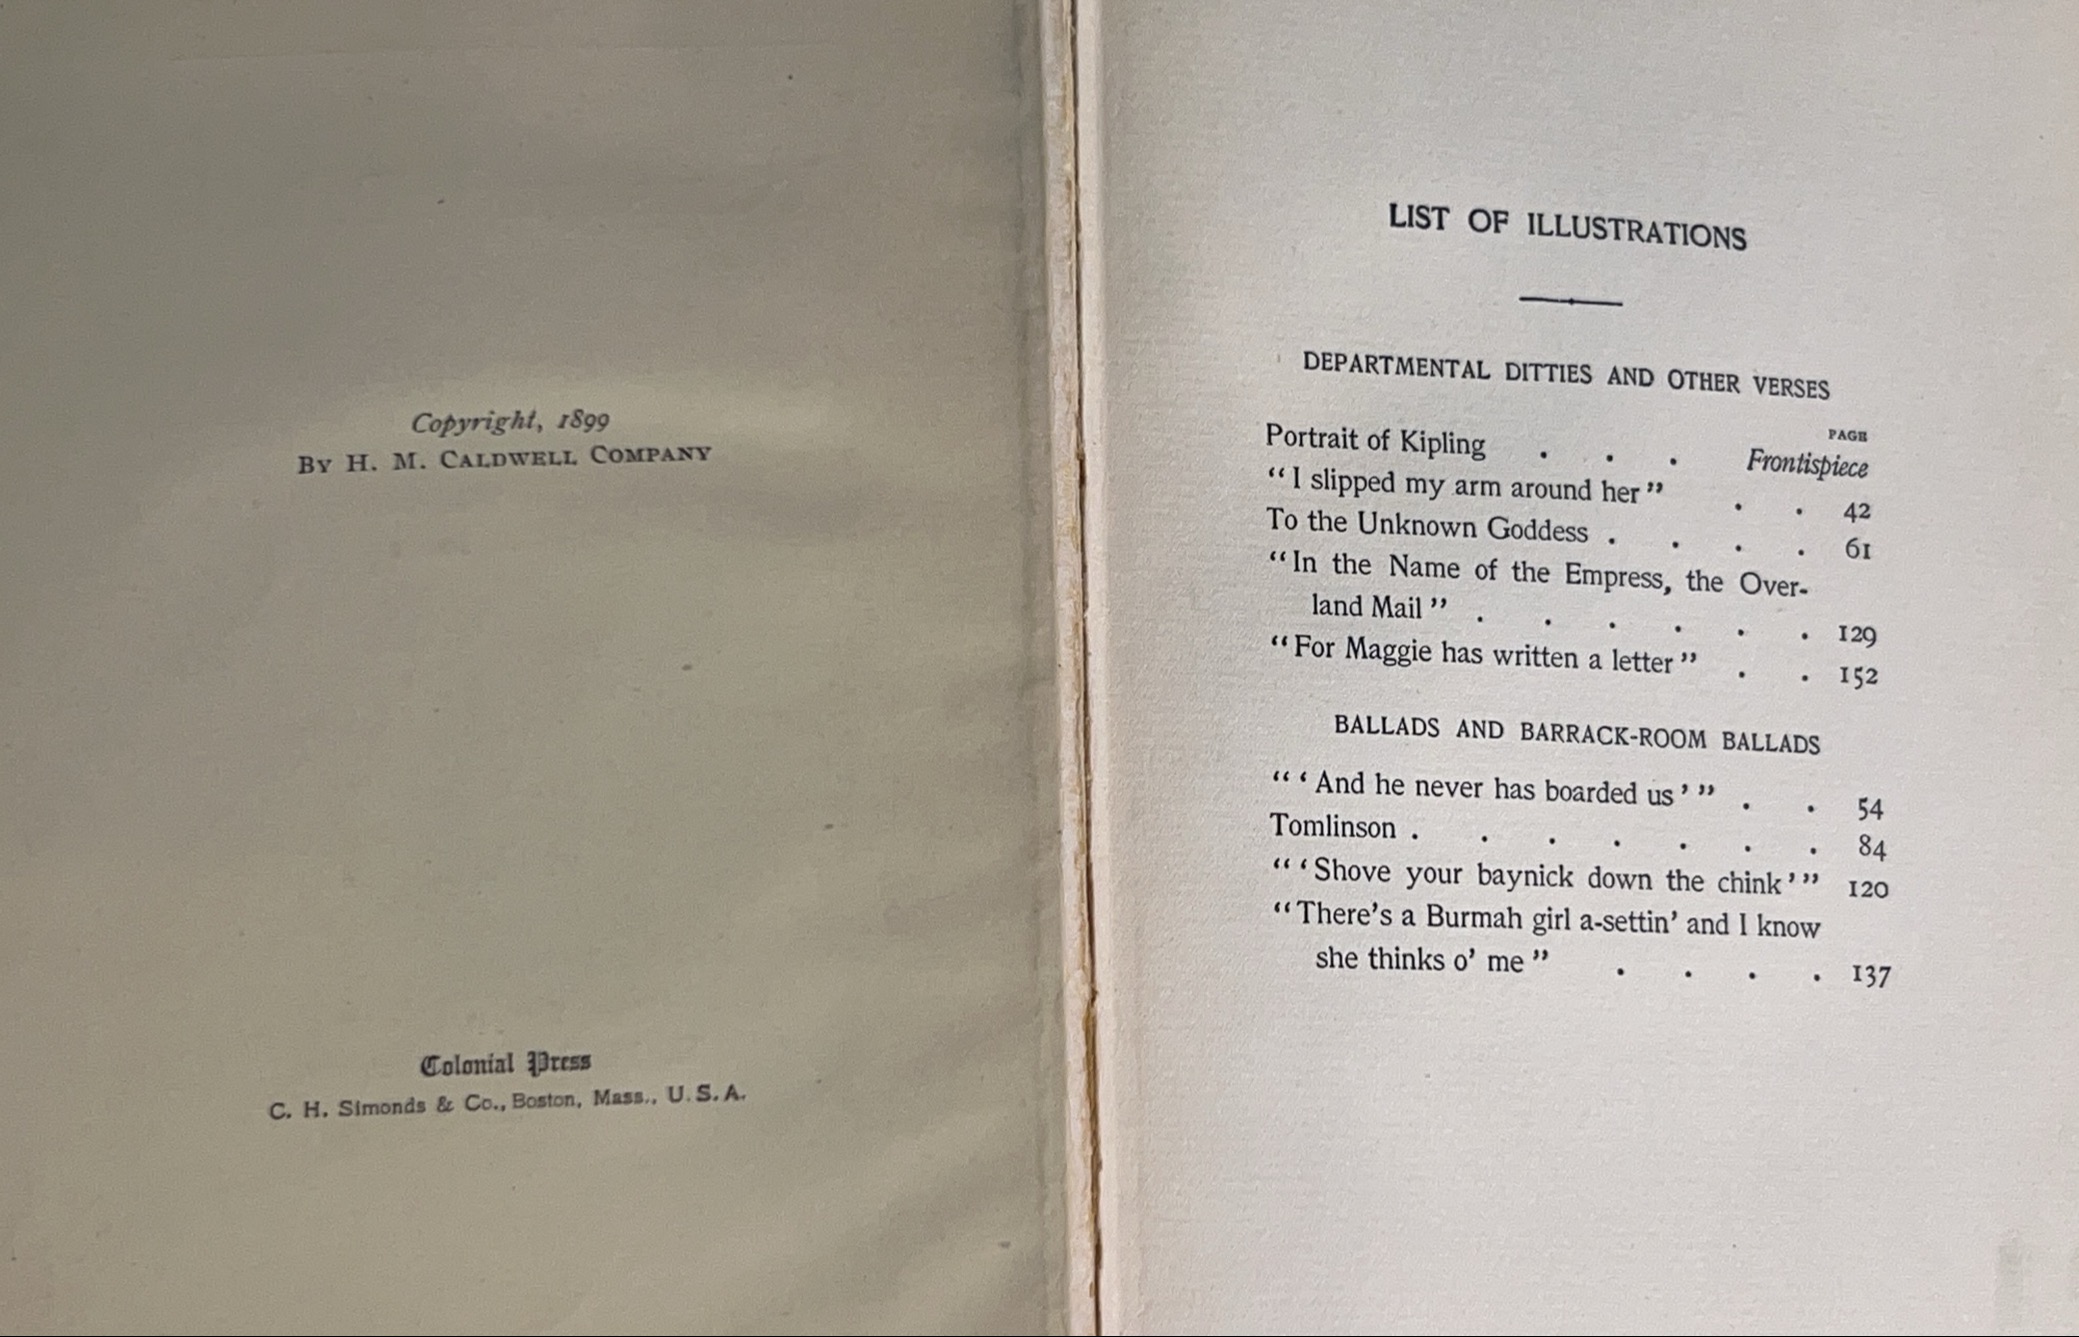 Copyright, 1899
BY H. M. CALDWELL COMPANY
Colonial Press
C. H. Simonds & Co., Boston, Mass., U. S. A.
LIST OF ILLUSTRATIONS
DEPARTMENTAL DITTIES AND OTHER VERSES
PAGE
Portrait of Kipling . . . Frontispiece
“I slipped my arm around her” . . 42
To the Unknown Goddess . . . . 61
“In the Name of the Empress, the Over-
land Mail” . . . . . . 129
“For Maggie has written a letter” . . 152
BALLADS AND BARRACK-ROOM BALLADS
“‘And he never has boarded us’” . . 54
Tomlinson . . . . . . . 84
“‘Shove your baynick down the chink’” 120
“There’s a Burmah girl a-settin’ and I know
she thinks o’ me” . . . . 137